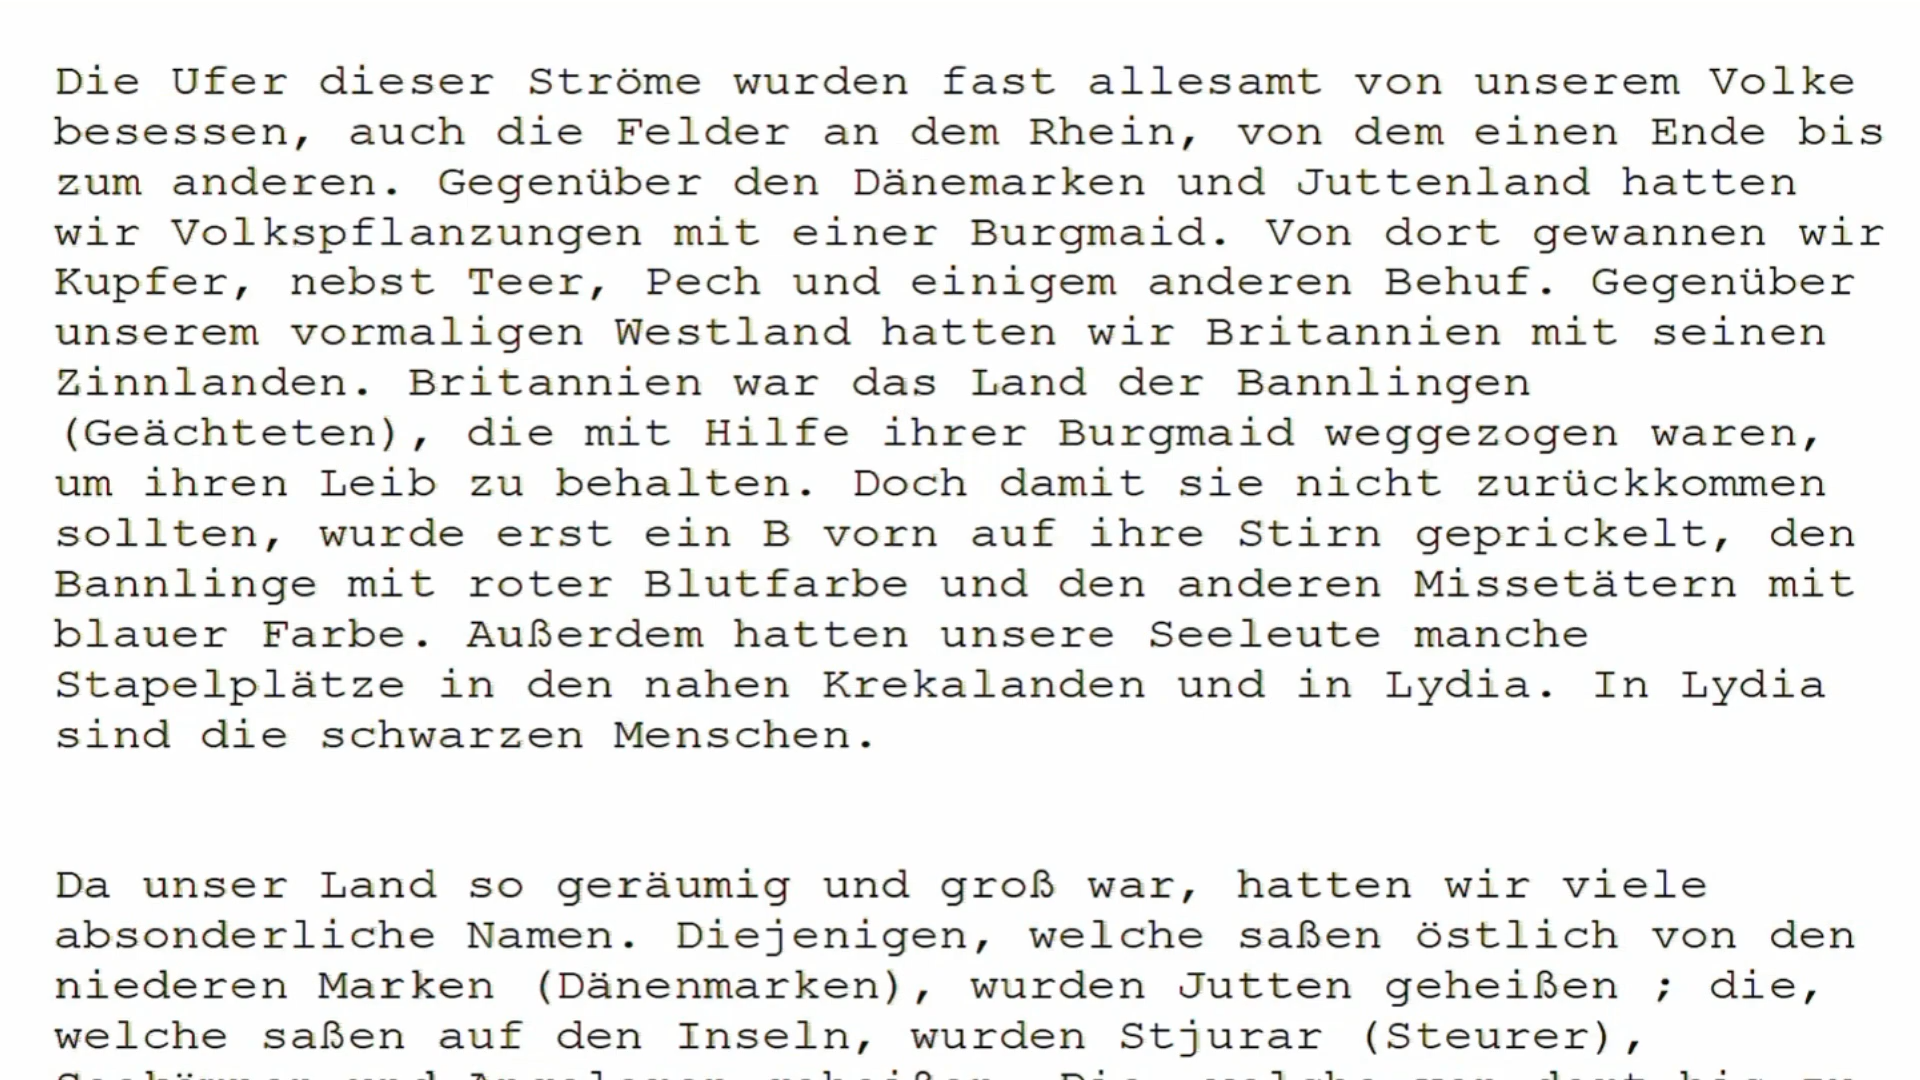 Die Ufer dieser Ströme wurden fast allesamt von unserem Volke
besessen, auch die Felder an dem Rhein, von dem einen Ende bis
zum anderen. Gegenüber den Dänemarken und Juttenland hatten
wir Volkspflanzungen mit einer Burgmaid. Von dort gewannen wir
Kupfer, nebst Teer, Pech und einigem anderen Behuf. Gegenüber
unserem vormaligen Westland hatten wir Britannien mit seinen
Zinnlanden. Britannien war das Land der Bannlingen
(Geächteten), die mit Hilfe ihrer Burgmaid weggezogen waren,
um ihren Leib zu behalten. Doch damit sie nicht zurückkommen
sollten, wurde erst ein B vorn auf ihre Stirn geprickelt, den
Bannlinge mit roter Blutfarbe und den anderen Missetätern mit
blauer Farbe. Außerdem hatten unsere Seeleute manche
Stapelplätze in den nahen Krekalanden und in Lydia. In Lydia
sind die schwarzen Menschen.
Da unser Land so geräumig und groß war, hatten wir viele
absonderliche Namen. Diejenigen, welche saßen östlich von den
niederen Marken (Dänenmarken), wurden Jutten geheißen ; die,
welche saßen auf den Inseln, wurden Stjurar (Steurer),